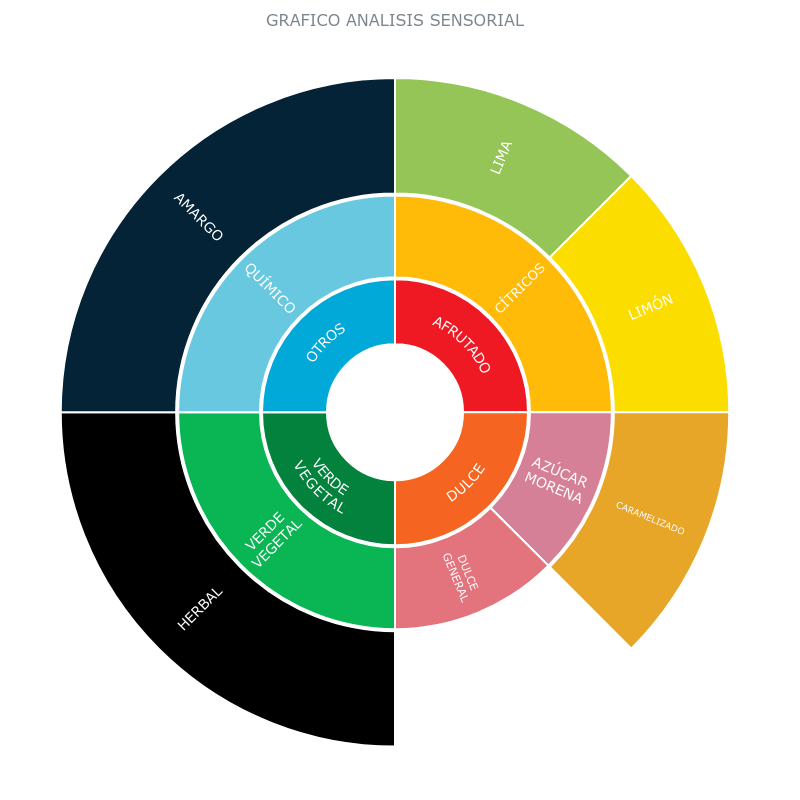 GRAFICO ANALISIS SENSORIAL
AFRUTADO
CÍTRICOS
LIMA
LIMÓN
DULCE
AZÚCAR
MORENA
CARAMELIZADO
DULCE
GENERAL
VERDE
VEGETAL
VERDE
VEGETAL
HERBAL
OTROS
QUÍMICO
AMARGO